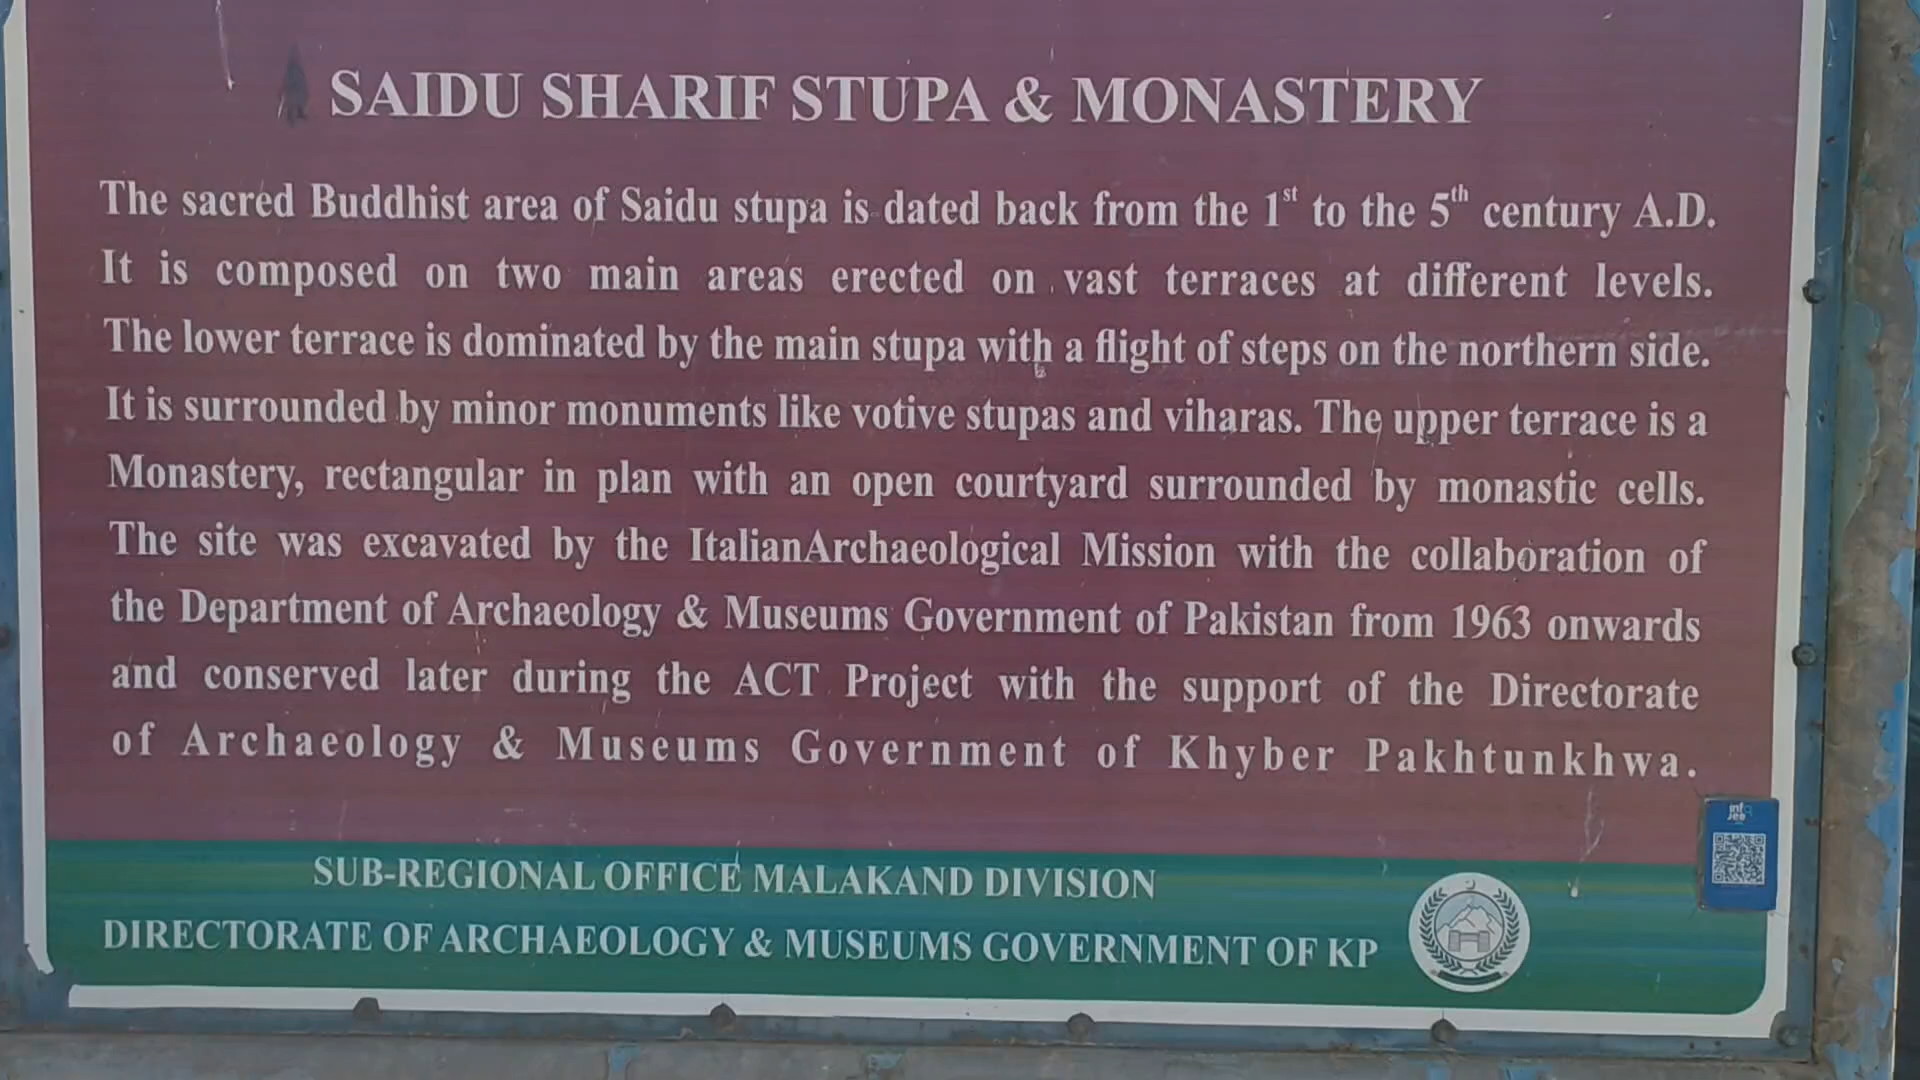 SAIDU SHARIF STUPA & MONASTERY
The sacred Buddhist area of Saidu stupa is dated back from the 1st to the 5th century A.D.
It is composed on two main areas erected on vast terraces at different levels.
The lower terrace is dominated by the main stupa with a flight of steps on the northern side.
It is surrounded by minor monuments like votive stupas and viharas. The upper terrace is a
Monastery, rectangular in plan with an open courtyard surrounded by monastic cells.
The site was excavated by the ItalianArchaeological Mission with the collaboration of
the Department of Archaeology & Museums Government of Pakistan from 1963 onwards
and conserved later during the ACT Project with the support of the Directorate
of Archaeology & Museums Government of Khyber Pakhtunkhwa.
SUB-REGIONAL OFFICE MALAKAND DIVISION
DIRECTORATE OF ARCHAEOLOGY & MUSEUMS GOVERNMENT OF KP